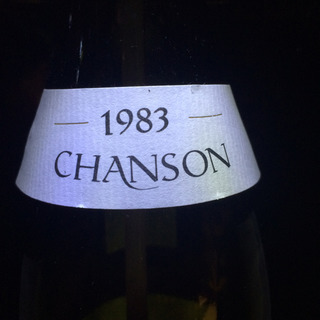 — 1983 —
CHANSON